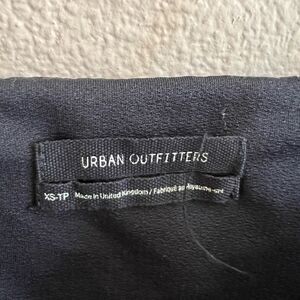 URBAN OUTFITTERS
XS-TP
Made in United Kingdom / Fabriqué au Royaume-Uni